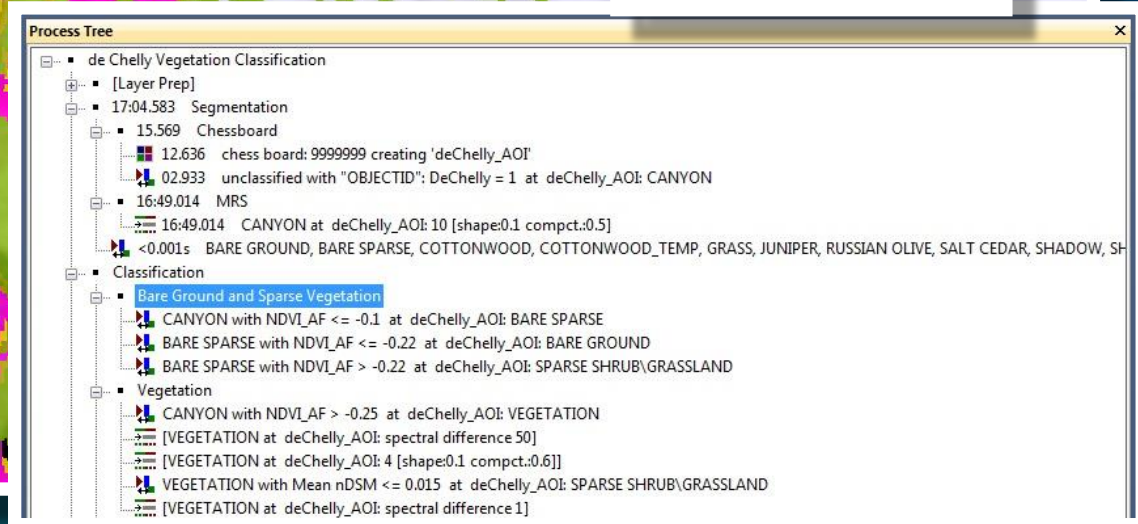 Process Tree
de Chelly Vegetation Classification
[Layer Prep]
17:04.583 Segmentation
15.569 Chessboard
12.636 chess board: 9999999 creating 'deChelly_AOI'
02.933 unclassified with "OBJECTID": DeChelly = 1 at deChelly_AOI: CANYON
16:49.014 MRS
16:49.014 CANYON at deChelly_AOI: 10 [shape:0.1 compct.:0.5]
<0.001s BARE GROUND, BARE SPARSE, COTTONWOOD, COTTONWOOD_TEMP, GRASS, JUNIPER, RUSSIAN OLIVE, SALT CEDAR, SHADOW, SH
Classification
Bare Ground and Sparse Vegetation
CANYON with NDVI_AF <= -0.1 at deChelly_AOI: BARE SPARSE
BARE SPARSE with NDVI_AF <= -0.22 at deChelly_AOI: BARE GROUND
BARE SPARSE with NDVI_AF > -0.22 at deChelly_AOI: SPARSE SHRUB\GRASSLAND
Vegetation
CANYON with NDVI_AF > -0.25 at deChelly_AOI: VEGETATION
[VEGETATION at deChelly_AOI: spectral difference 50]
[VEGETATION at deChelly_AOI: 4 [shape:0.1 compct.:0.6]]
VEGETATION with Mean nDSM <= 0.015 at deChelly_AOI: SPARSE SHRUB\GRASSLAND
[VEGETATION at deChelly_AOI: spectral difference 1]